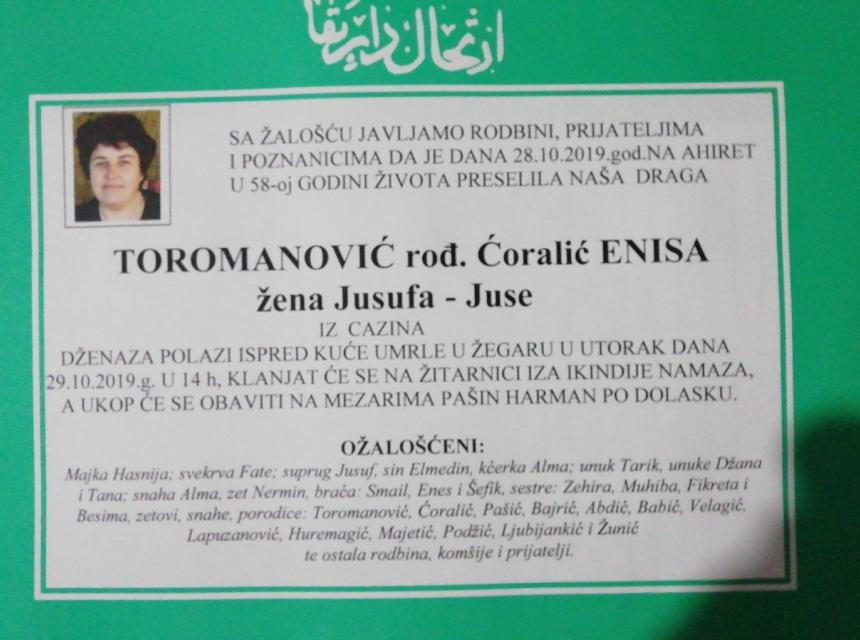 ارتحال دار بقا
SA ŽALOŠĆU JAVLJAMO RODBINI, PRIJATELJIMA
I POZNANICIMA DA JE DANA 28.10.2019.god.NA AHIRET
U 58-oj GODINI ŽIVOTA PRESELILA NAŠA DRAGA
TOROMANOVIĆ rođ. Ćoralić ENISA
žena Jusufa - Juse
IZ CAZINA
DŽENAZA POLAZI ISPRED KUĆE UMRLE U ŽEGARU U UTORAK DANA
29.10.2019.g. U 14 h, KLANJAT ĆE SE NA ŽITARNICI IZA IKINDIJE NAMAZA,
A UKOP ĆE SE OBAVITI NA MEZARIMA PAŠIN HARMAN PO DOLASKU.
OŽALOŠĆENI:
Majka Hasnija; svekrva Fate; suprug Jusuf, sin Elmedin, kćerka Alma; unuk Tarik, unuke Džana
i Tana; snaha Alma, zet Nermin, braća: Smail, Enes i Šefik, sestre: Zehira, Muhiba, Fikreta i
Besima, zetovi, snahe, porodice: Toromanović, Ćoralić, Pašić, Bajrić, Abdić, Babić, Velagić,
Lapuzanović, Huremagić, Majetić, Podžić, Ljubijankić i Žunić
te ostala rodbina, komšije i prijatelji.